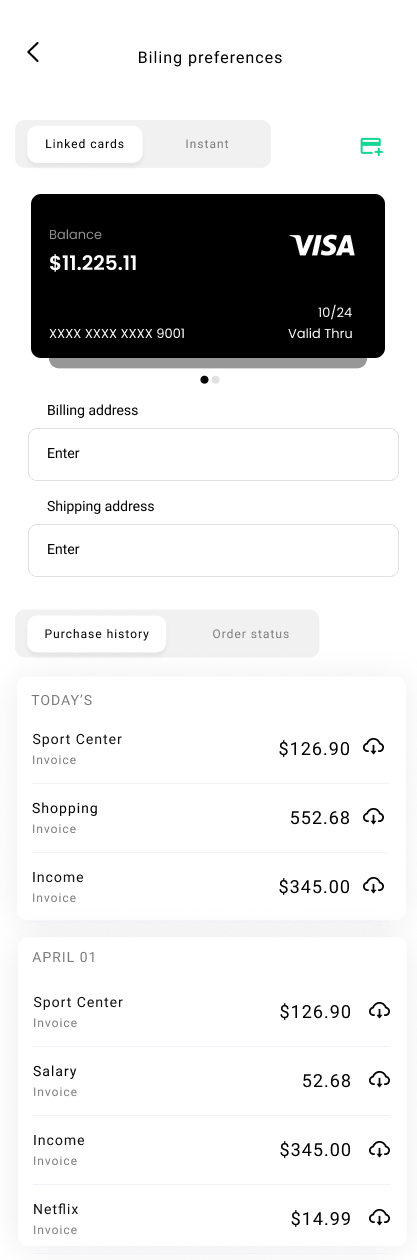 Biling preferences
Linked cards
Instant
Balance
VISA
$11.225.11
10/24
XXXX XXXX XXXX 9001
Valid Thru
Billing address
Enter
Shipping address
Enter
Purchase history
Order status
TODAY'S
Sport Center
$126.90
Invoice
Shopping
552.68
Invoice
Income
$345.00
Invoice
APRIL 01
Sport Center
$126.90
Invoice
Salary
52.68
Invoice
Income
$345.00
Invoice
Netflix
$14.99
Invoice